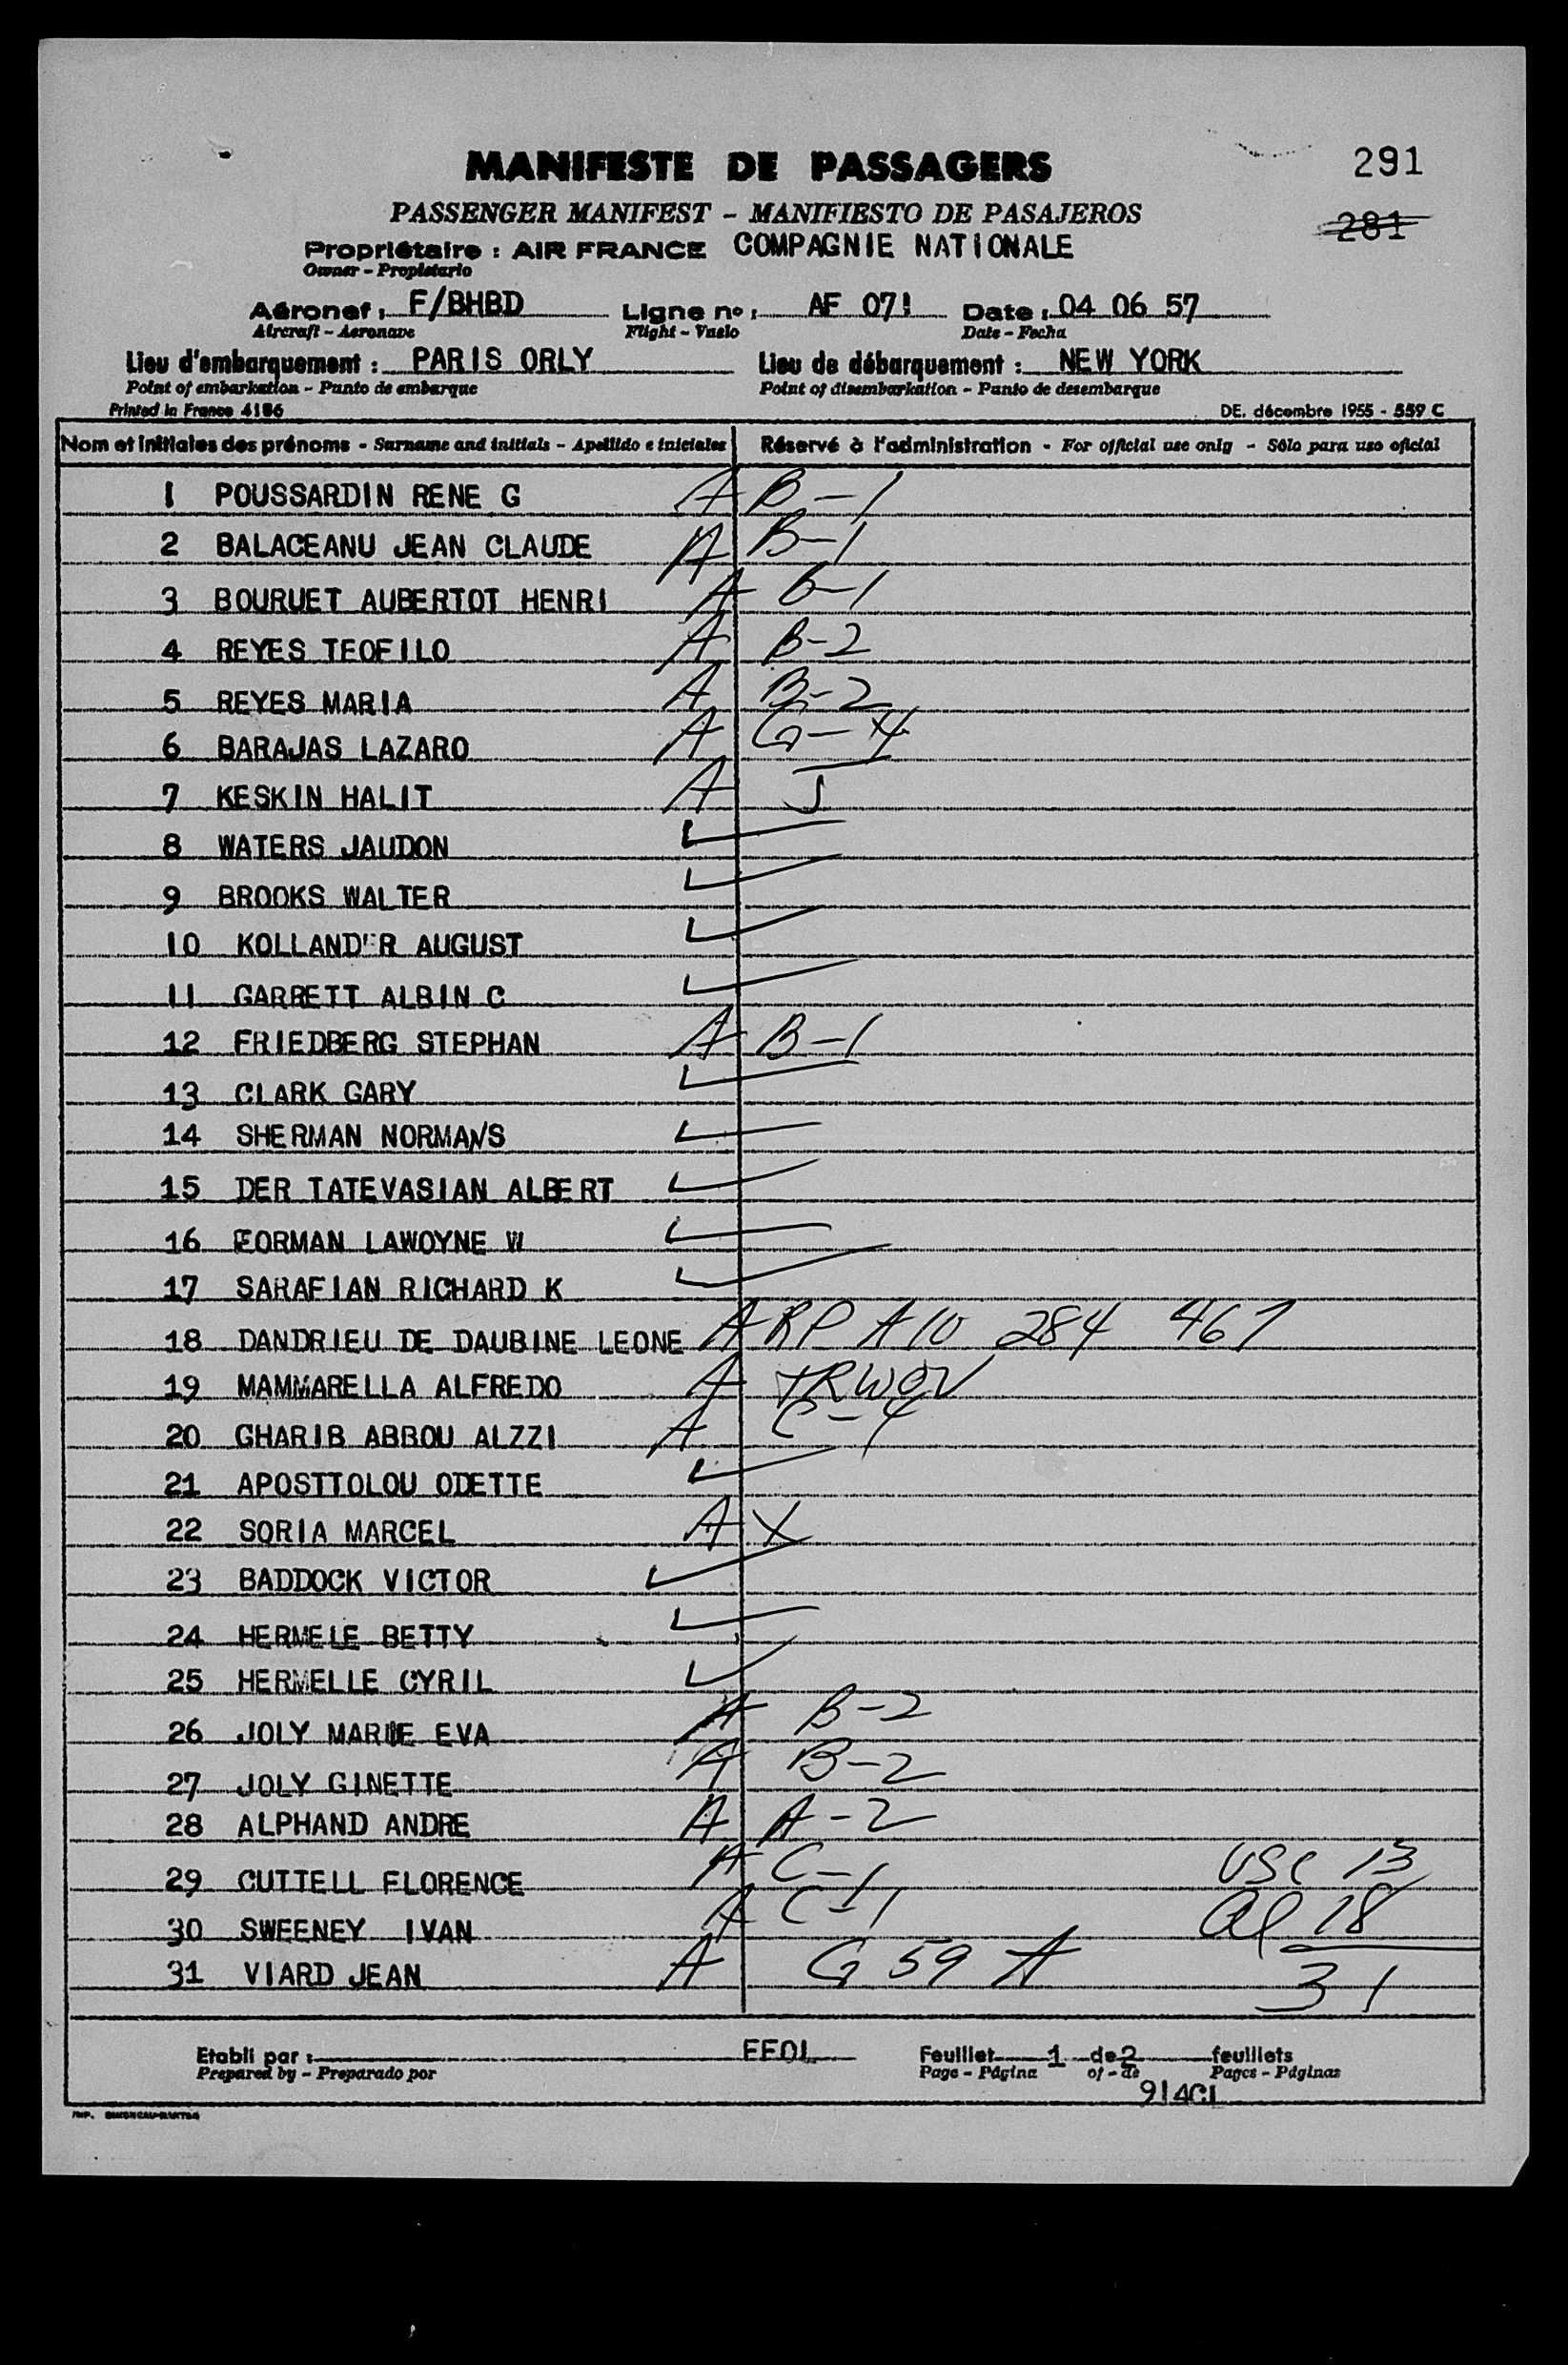 MANIFESTE DE PASSAGERS
291
PASSENGER MANIFEST - MANIFIESTO DE PASAJEROS
281
Propriétaire : AIR FRANCE COMPAGNIE NATIONALE
Owner - Propietario
Aéronef : F/BHBD Ligne no : AF 071 Date : 04 06 57
Aircraft - Aeronave Flight - Vuelo Date - Fecha
Lieu d'embarquement : PARIS ORLY Lieu de débarquement : NEW YORK
Point of embarkation - Punto de embarque Point of disembarkation - Punto de desembarque
Printed in France 4186 DE. décembre 1955 - 559 C
Nom et initiales des prénoms - Surname and initials - Apellido e iniciales Réservé à l'administration - For official use only - Sólo para uso oficial
1 POUSSARDIN RENE G A B-1
2 BALACEANU JEAN CLAUDE A B-1
3 BOURUET AUBERTOT HENRI A B-1
4 REYES TEOFILO A B-2
5 REYES MARIA A B-2
6 BARAJAS LAZARO A G-4
7 KESKIN HALIT A J
8 WATERS JAUDON
9 BROOKS WALTER
10 KOLLANDER AUGUST
11 GARRETT ALBIN C
12 FRIEDBERG STEPHAN A B-1
13 CLARK GARY
14 SHERMAN NORMAN/S
15 DER TATEVASIAN ALBERT
16 FORMAN LAWOYNE W
17 SARAFIAN RICHARD K
18 DANDRIEU DE DAUBINE LEONE A RP A10 284 467
19 MAMMARELLA ALFREDO A TRWOV
20 GHARIB ABBOU ALZZI A C-4
21 APOSTTOLOU ODETTE
22 SORIA MARCEL A X
23 BADDOCK VICTOR
24 HERMELE BETTY
25 HERMELLE CYRIL
26 JOLY MARIE EVA A B-2
27 JOLY GINETTE A B-2
28 ALPHAND ANDRE A A-2
29 CUTTELL FLORENCE A C-1 USC 13
30 SWEENEY IVAN A C-1 al 18
31 VIARD JEAN A G 59 A 31
Etabli par : EFOL Feuillet 1 de 2 feuillets
Prepared by - Preparado por Page - Página of - de Pages - Páginas
914CJ